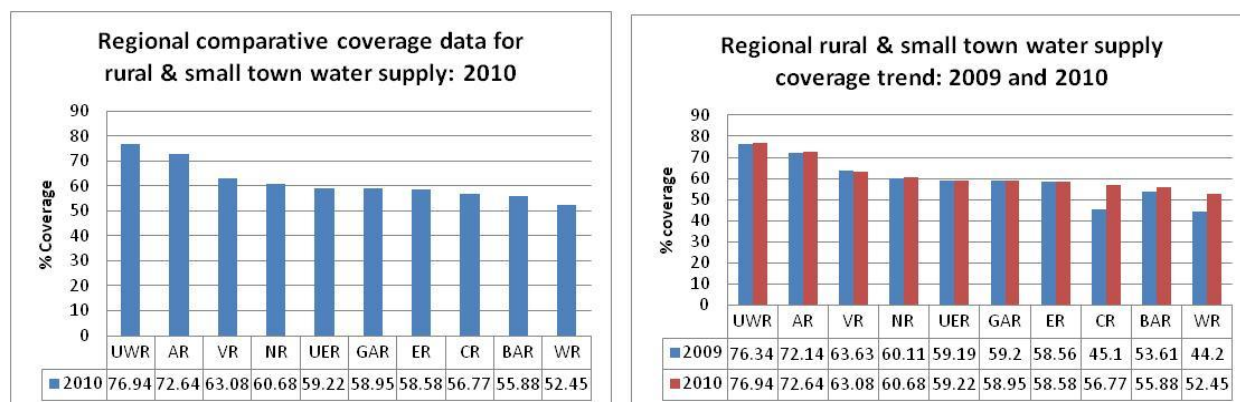 Regional comparative coverage data for
rural & small town water supply: 2010
% Coverage
90
80
70
60
50
40
30
20
10
0
UWR AR VR NR UER GAR ER CR BAR WR
2010 76.94 72.64 63.08 60.68 59.22 58.95 58.58 56.77 55.88 52.45
Regional rural & small town water supply
coverage trend: 2009 and 2010
% coverage
90
80
70
60
50
40
30
20
10
0
UWR AR VR NR UER GAR ER CR BAR WR
2009 76.34 72.14 63.63 60.11 59.19 59.2 58.56 45.1 53.61 44.2
2010 76.94 72.64 63.08 60.68 59.22 58.95 58.58 56.77 55.88 52.45